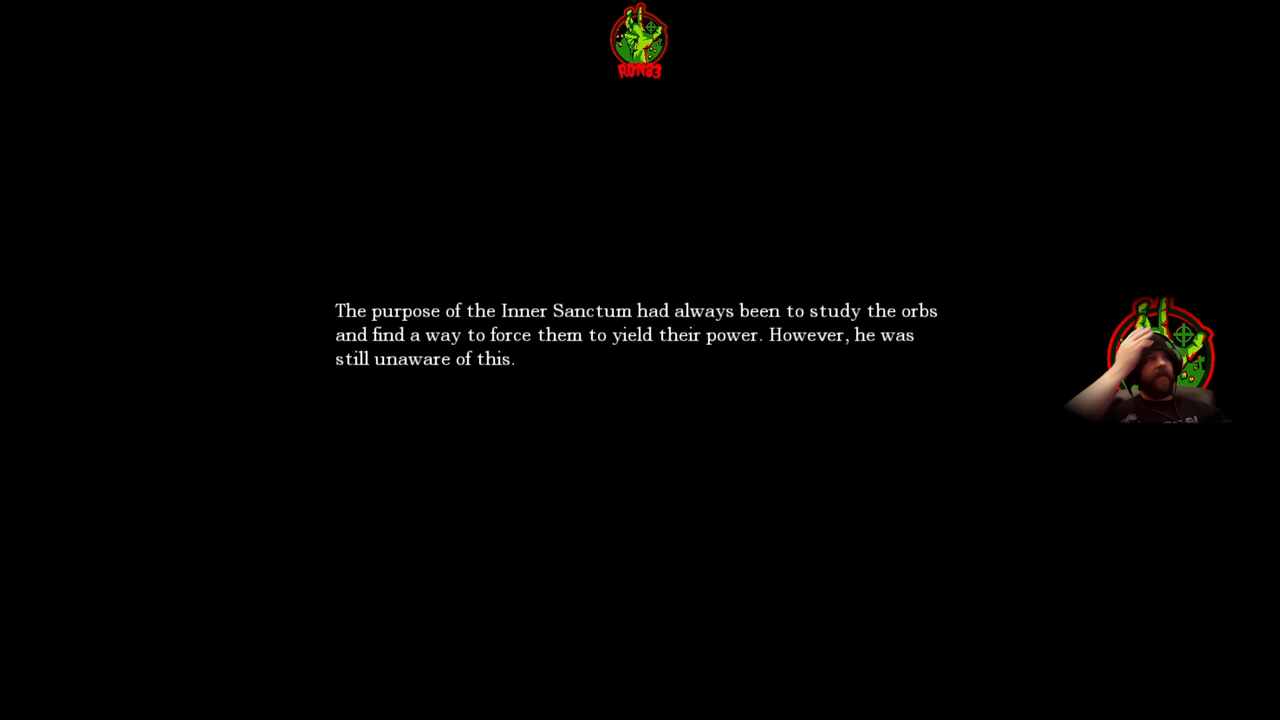 RON83
The purpose of the Inner Sanctum had always been to study the orbs
and find a way to force them to yield their power. However, he was
still unaware of this.